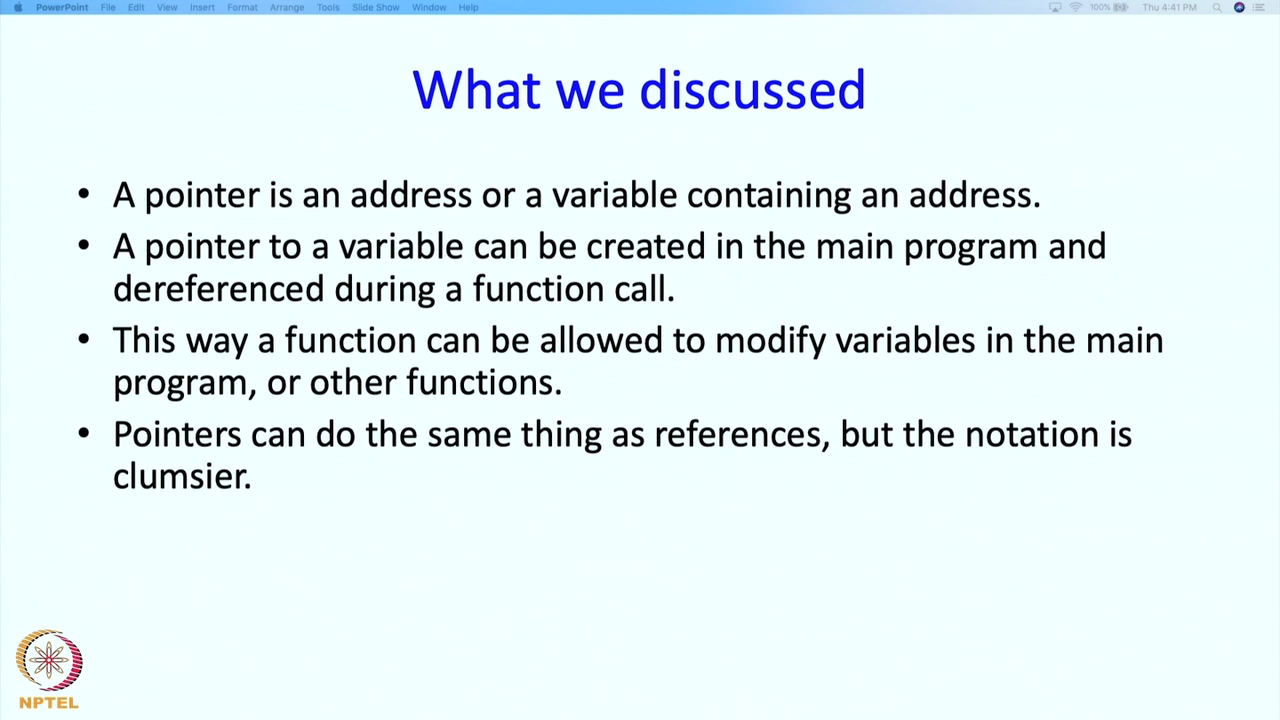 PowerPoint File Edit View Insert Format Arrange Tools Slide Show Window Help 100% Thu 4:41 PM
What we discussed
• A pointer is an address or a variable containing an address.
• A pointer to a variable can be created in the main program and
dereferenced during a function call.
• This way a function can be allowed to modify variables in the main
program, or other functions.
• Pointers can do the same thing as references, but the notation is
clumsier.
NPTEL